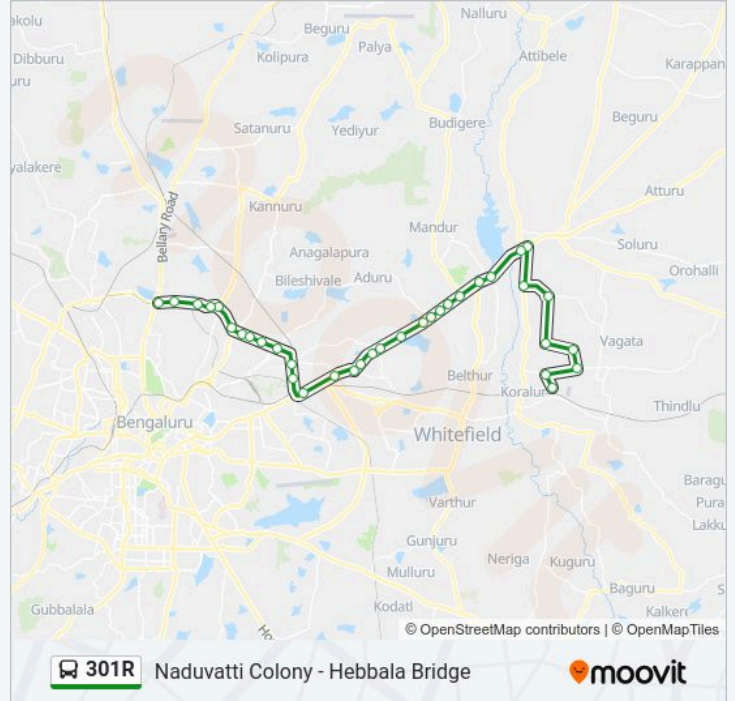 Nalluru
akolu
Beguru
Palya
Dibburu
Kolipura
Attibele
Karappan
uru
Satanuru
Yediyur
Budigere
Beguru
yalakere
Atturu
Kannuru
Bellary Road
Mandur
Soluru
Anagalapura
Bileshivale
Aduru
Orohalli
Vagata
Belthur
Koralur
Thindlu
Bengaluru
Whitefield
Baragu
Varthur
Pura
Lakku
Gunjuru
Neriga
Kuguru
Mulluru
Baguru
S
Gubbalala
Kodati
Kalkere
Ho
© OpenStreetMap contributors | © OpenMapTiles
301R Naduvatti Colony - Hebbala Bridge
moovit